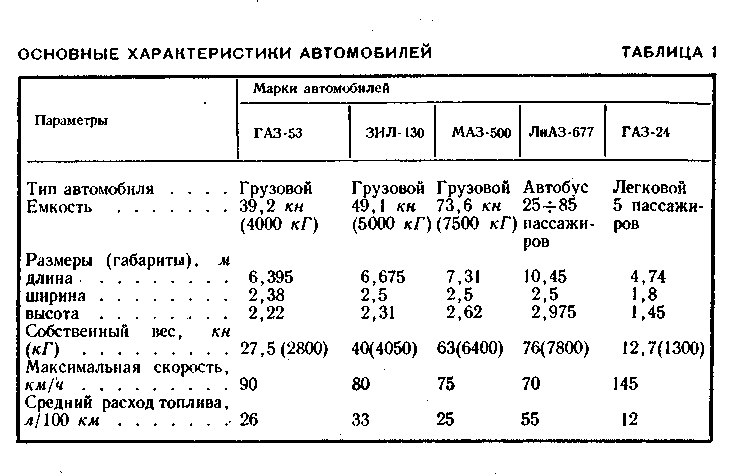 ОСНОВНЫЕ ХАРАКТЕРИСТИКИ АВТОМОБИЛЕЙ ТАБЛИЦА 1
Марки автомобилей
Параметры
ГАЗ-53 ЗИЛ-130 МАЗ-500 ЛиАЗ-677 ГАЗ-24
Тип автомобиля . . . . Грузовой Грузовой Грузовой Автобус Легковой
Емкость . . . . . . . 39,2 кн 49,1 кн 73,6 кн 25÷85 5 пассажи-
(4000 кГ) (5000 кГ) (7500 кГ) пассажи- ров
ров
Размеры (габариты), м
длина . . . . . . . . 6,395 6,675 7,31 10,45 4,74
ширина . . . . . . . . 2,38 2,5 2,5 2,5 1,8
высота . . . . . . . . 2,22 2,31 2,62 2,975 1,45
Собственный вес, кн
(кГ) . . . . . . . . . 27,5 (2800) 40(4050) 63(6400) 76(7800) 12,7(1300)
Максимальная скорость,
км/ч . . . . . . . . . 90 80 75 70 145
Средний расход топлива,
л/100 км . . . . . . . 26 33 25 55 12